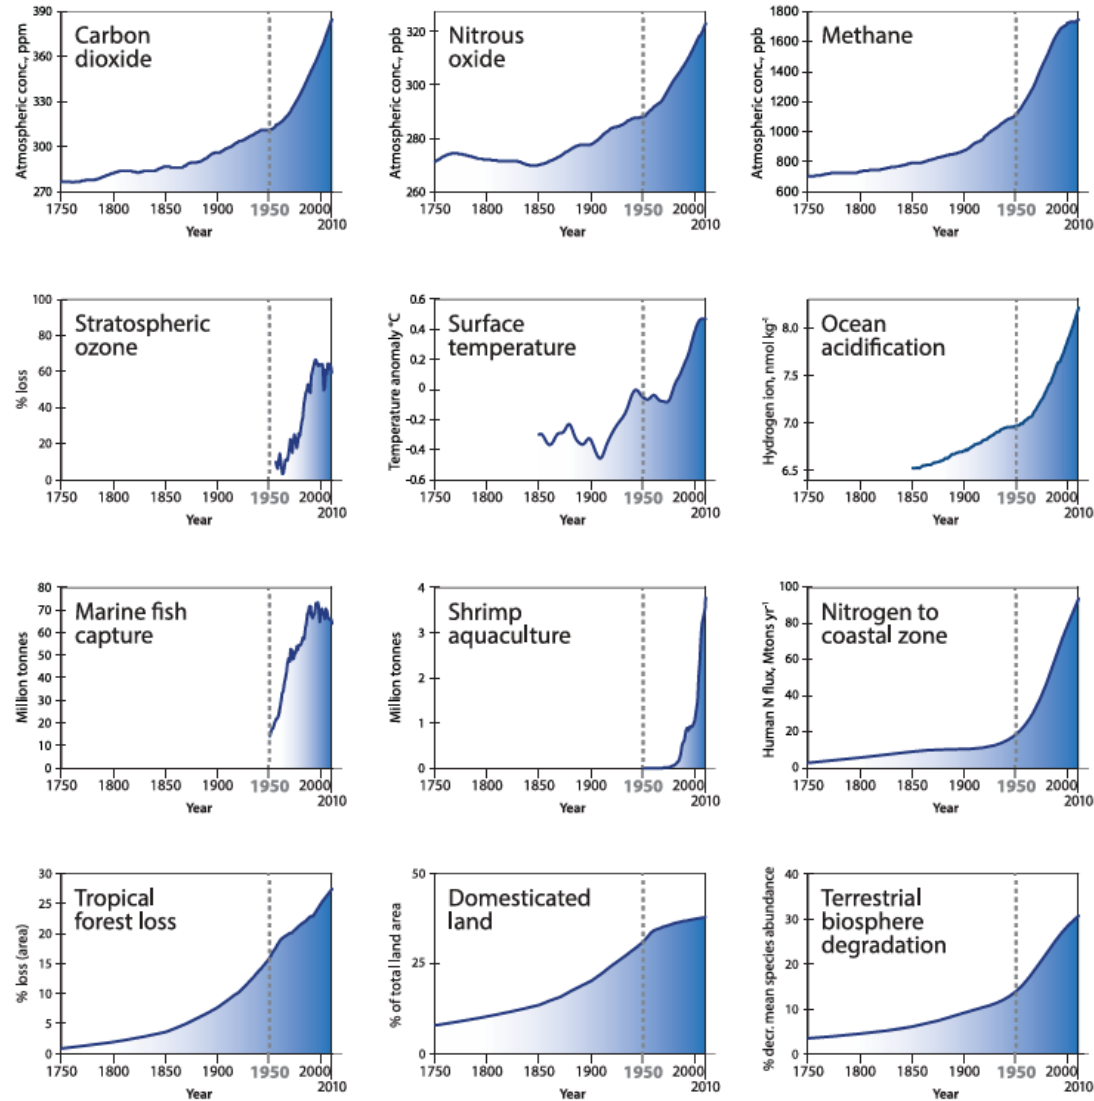 Carbon
dioxide
Atmospheric conc., ppm
390
360
330
300
270
1750 1800 1850 1900 1950 2000
2010
Year
Nitrous
oxide
Atmospheric conc., ppb
320
300
280
260
1750 1800 1850 1900 1950 2000
2010
Year
Methane
Atmospheric conc., ppb
1800
1600
1400
1200
1000
800
600
1750 1800 1850 1900 1950 2000
2010
Year
Stratospheric
ozone
% loss
100
80
60
40
20
0
1750 1800 1850 1900 1950 2000
2010
Year
Surface
temperature
Temperature anomaly °C
0.6
0.4
0.2
0
-0.2
-0.4
-0.6
1750 1800 1850 1900 1950 2000
2010
Year
Ocean
acidification
Hydrogen ion, nmol kg⁻¹
8.0
7.5
7.0
6.5
1750 1800 1850 1900 1950 2000
2010
Year
Marine fish
capture
Million tonnes
80
70
60
50
40
30
20
10
0
1750 1800 1850 1900 1950 2000
2010
Year
Shrimp
aquaculture
Million tonnes
4
3
2
1
0
1750 1800 1850 1900 1950 2000
2010
Year
Nitrogen to
coastal zone
Human N flux, Mtons yr⁻¹
100
80
60
40
20
0
1750 1800 1850 1900 1950 2000
2010
Year
Tropical
forest loss
% loss (area)
30
25
20
15
10
5
0
1750 1800 1850 1900 1950 2000
2010
Year
Domesticated
land
% of total land area
50
25
0
1750 1800 1850 1900 1950 2000
2010
Year
Terrestrial
biosphere
degradation
% decr. mean species abundance
40
30
20
10
0
1750 1800 1850 1900 1950 2000
2010
Year